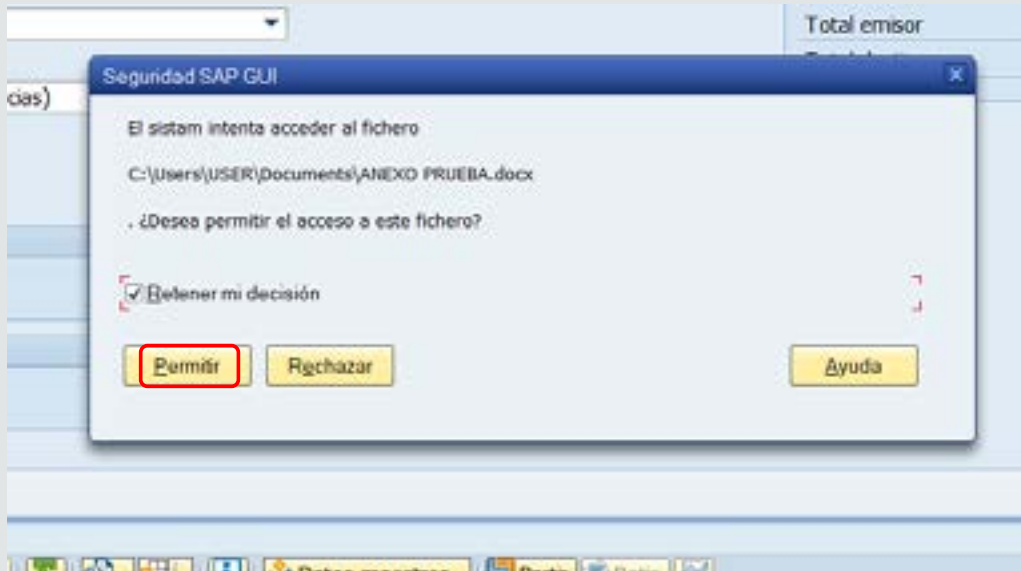 Total emisor
cias)
Seguridad SAP GUI
El sistam intenta acceder al fichero
C:\Users\USER\Documents\ANEXO PRUEBA.docx
. ¿Desea permitir el acceso a este fichero?
Retener mi decisión
Permitir Rechazar Ayuda